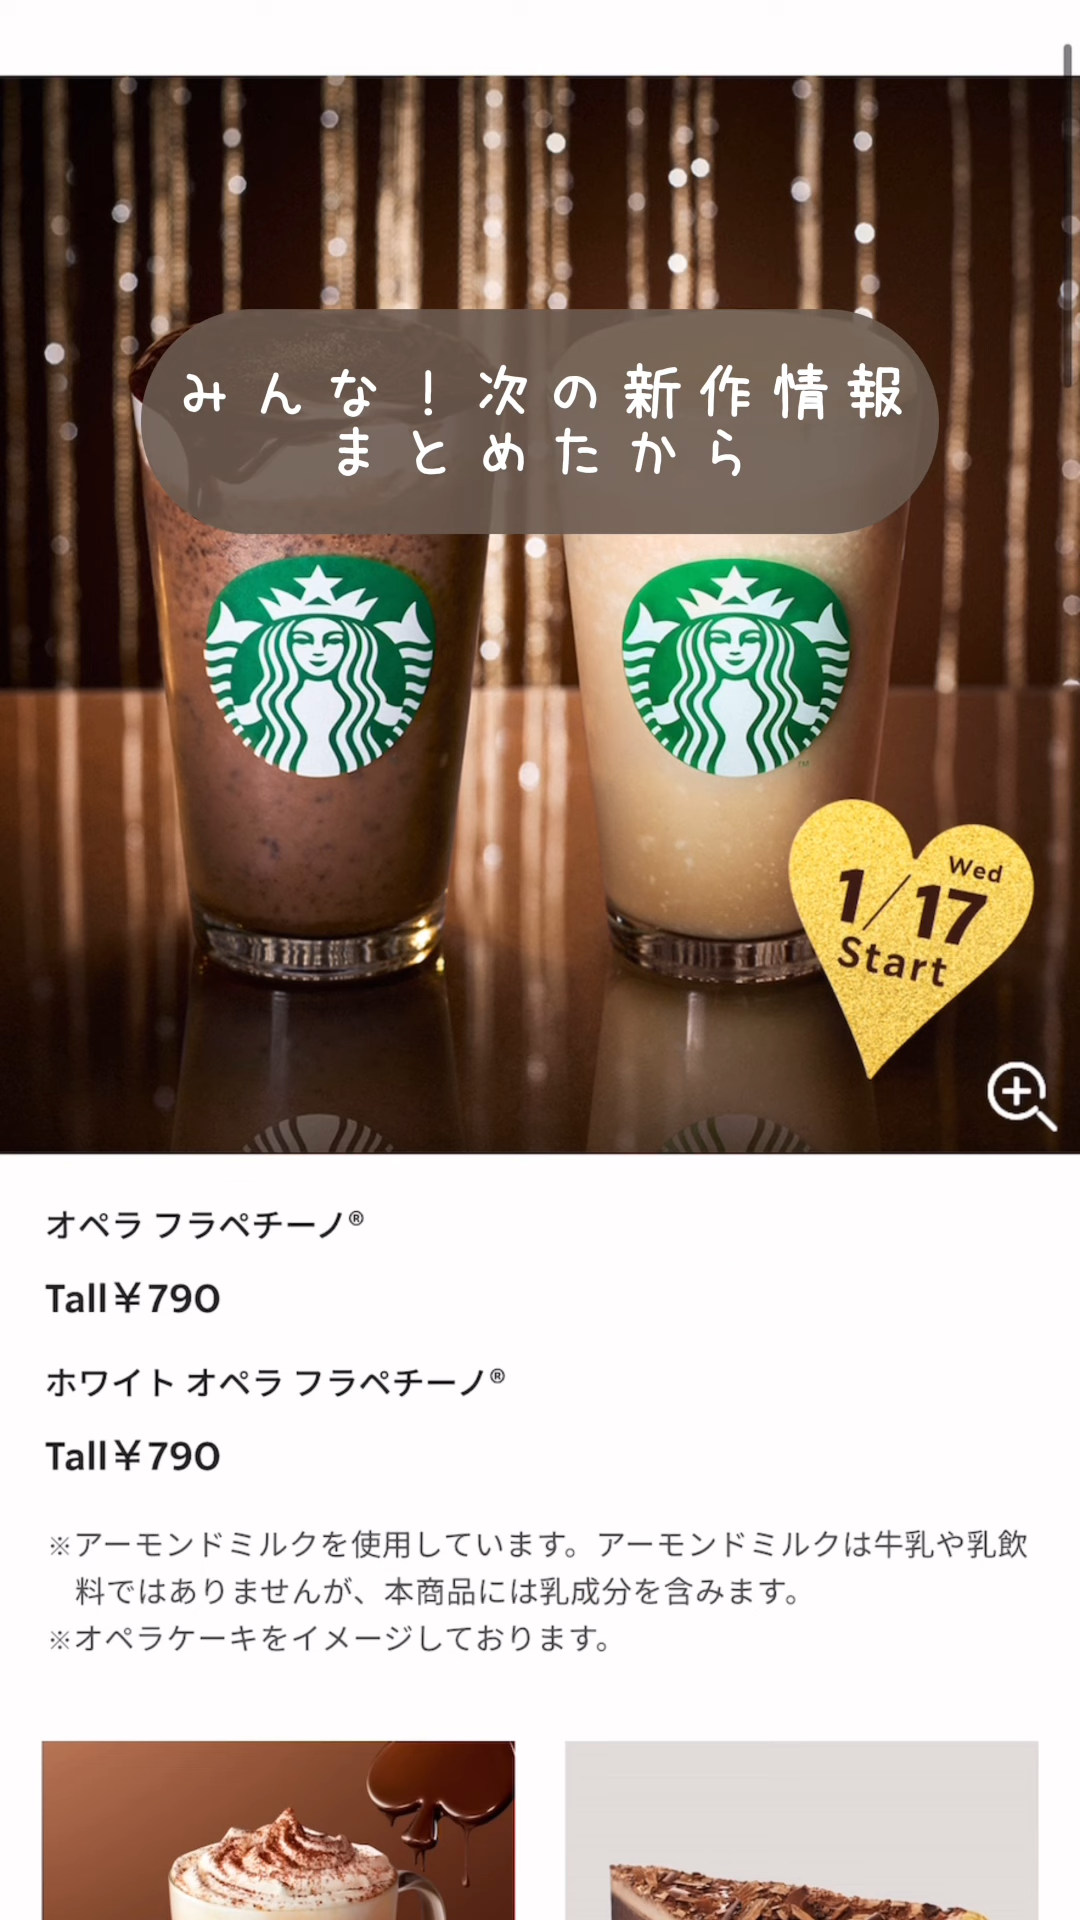 みんな！次の新作情報
まとめたから
TM
Wed
1/17
Start
オペラ フラペチーノ®
Tall¥790
ホワイト オペラ フラペチーノ®
Tall¥790
※アーモンドミルクを使用しています。アーモンドミルクは牛乳や乳飲
料ではありませんが、本商品には乳成分を含みます。
※オペラケーキをイメージしております。